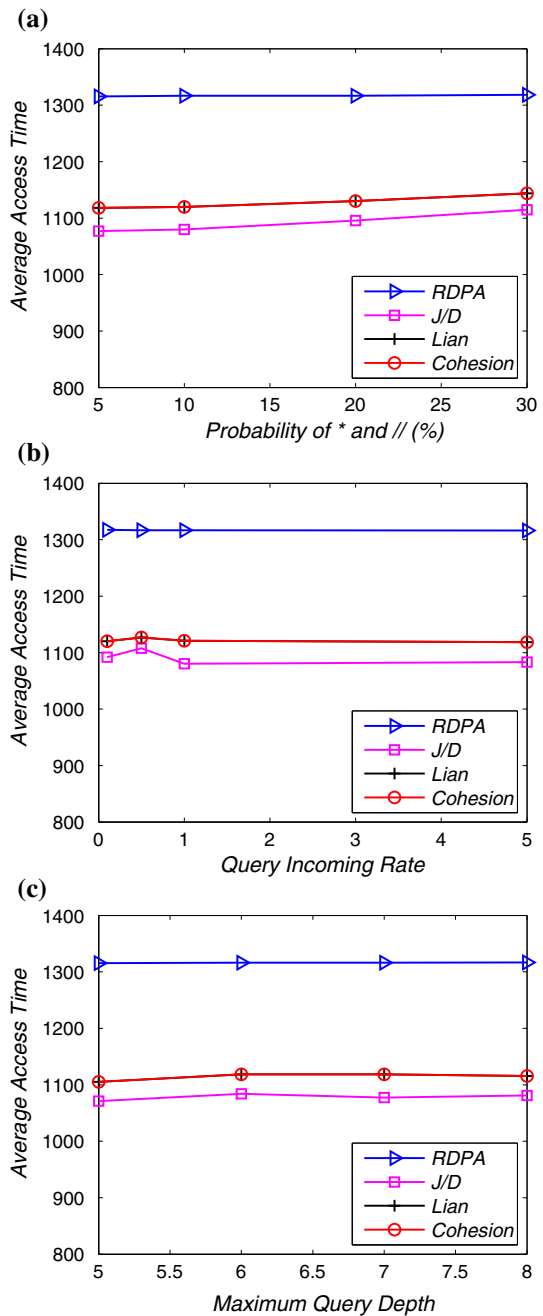 (a)
1400
1300
1200
1100
1000
900
800
Average Access Time
5
10
15
20
25
30
Probability of * and // (%)
RDPA
J/D
Lian
Cohesion
(b)
1400
1300
1200
1100
1000
900
800
Average Access Time
0
1
2
3
4
5
Query Incoming Rate
RDPA
J/D
Lian
Cohesion
(c)
1400
1300
1200
1100
1000
900
800
Average Access Time
5
5.5
6
6.5
7
7.5
8
Maximum Query Depth
RDPA
J/D
Lian
Cohesion